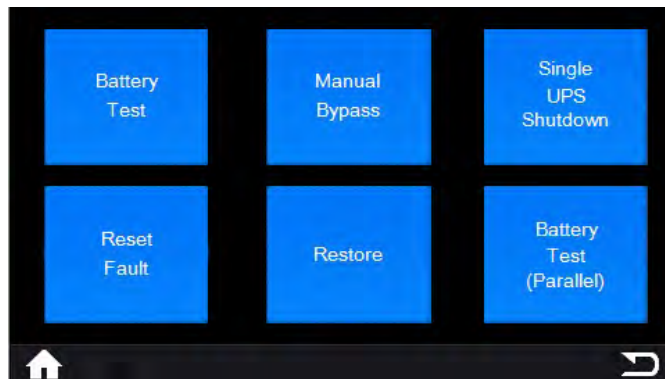 Battery
Test
Manual
Bypass
Single
UPS
Shutdown
Reset
Fault
Restore
Battery
Test
(Parallel)